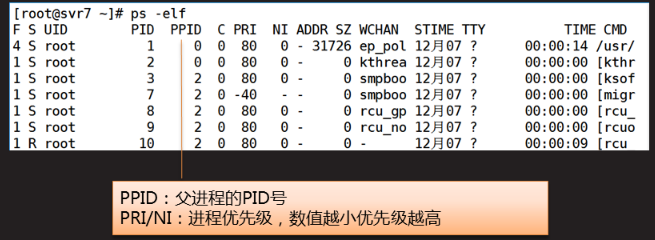 [root@svr7 ~]# ps -elf
F S UID PID PPID C PRI NI ADDR SZ WCHAN STIME TTY TIME CMD
4 S root 1 0 0 80 0 - 31726 ep_pol 12月07 ? 00:00:14 /usr/
1 S root 2 0 0 80 0 - 0 kthrea 12月07 ? 00:00:00 [kthr
1 S root 3 2 0 80 0 - 0 smpboo 12月07 ? 00:00:00 [ksof
1 S root 7 2 0 -40 - - 0 smpboo 12月07 ? 00:00:00 [migr
1 S root 8 2 0 80 0 - 0 rcu_gp 12月07 ? 00:00:00 [rcu_
1 S root 9 2 0 80 0 - 0 rcu_no 12月07 ? 00:00:00 [rcuo
1 R root 10 2 0 80 0 - 0 - 12月07 ? 00:00:09 [rcu
PPID：父进程的PID号
PRI/NI：进程优先级，数值越小优先级越高